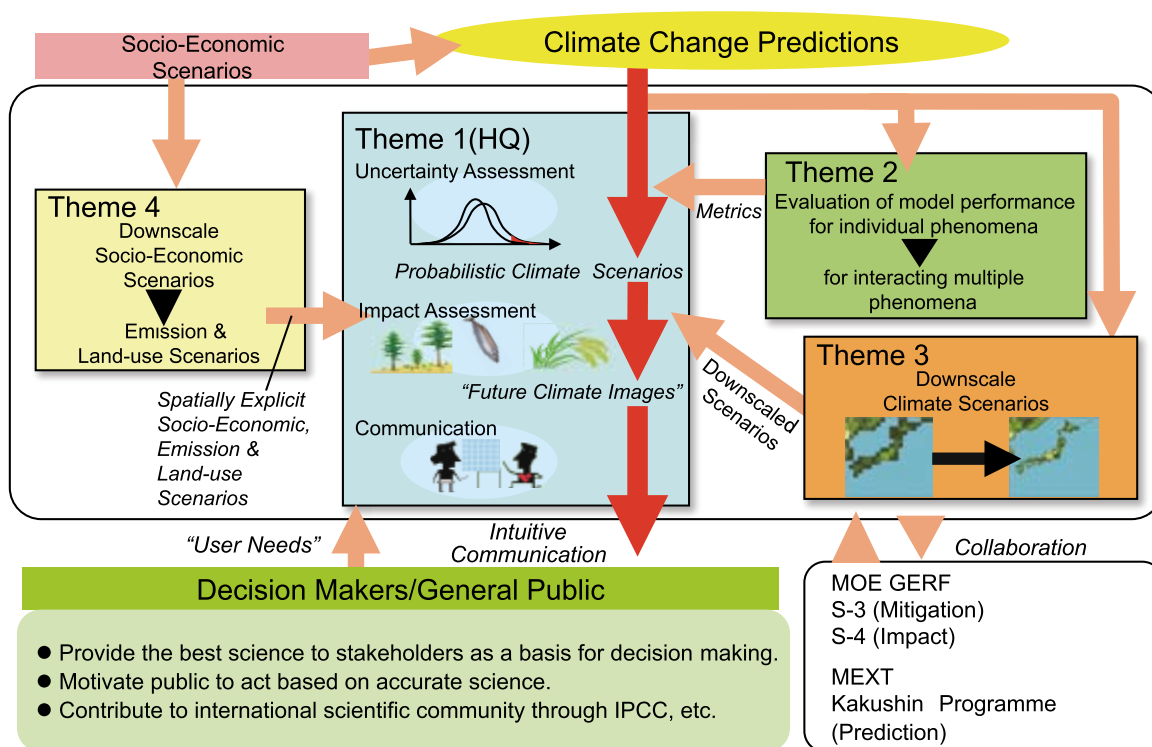 Socio-Economic
Scenarios
Climate Change Predictions
Theme 1(HQ)
Uncertainty Assessment
Probabilistic Climate Scenarios
Impact Assessment
“Future Climate Images”
Communication
Theme 2
Evaluation of model performance
for individual phenomena
for interacting multiple
phenomena
Metrics
Theme 4
Downscale
Socio-Economic
Scenarios
Emission &
Land-use Scenarios
Spatially Explicit
Socio-Economic,
Emission &
Land-use
Scenarios
Theme 3
Downscale
Climate Scenarios
Downscaled
Scenarios
“User Needs”
Intuitive
Communication
Collaboration
Decision Makers/General Public
● Provide the best science to stakeholders as a basis for decision making.
● Motivate public to act based on accurate science.
● Contribute to international scientific community through IPCC, etc.
MOE GERF
S-3 (Mitigation)
S-4 (Impact)
MEXT
Kakushin Programme
(Prediction)